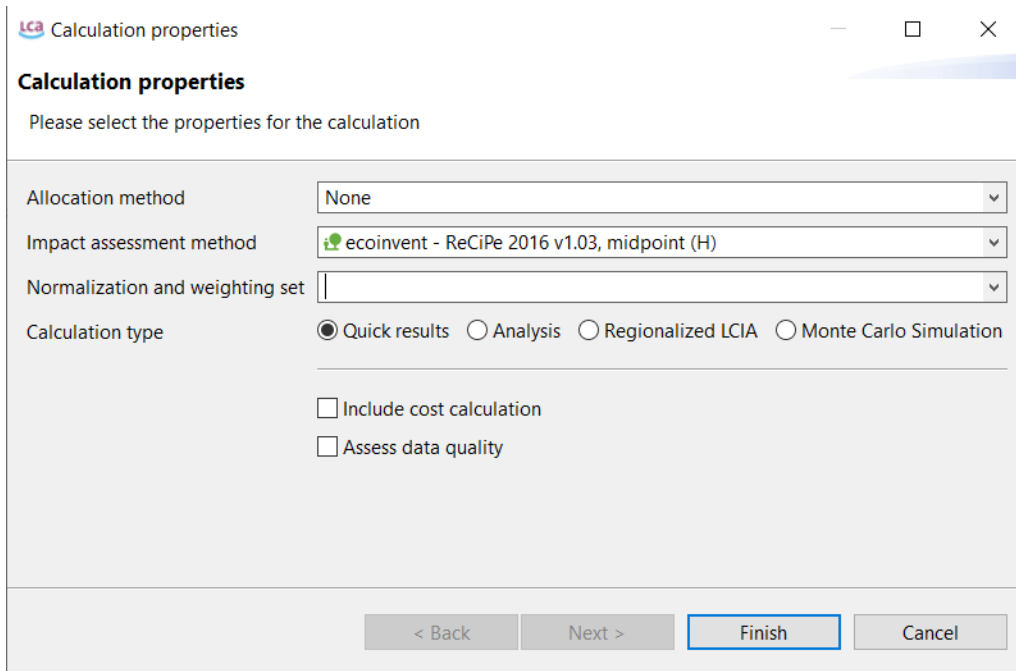 LCA Calculation properties
Calculation properties
Please select the properties for the calculation
Allocation method None
Impact assessment method ecoinvent - ReCiPe 2016 v1.03, midpoint (H)
Normalization and weighting set
Calculation type Quick results Analysis Regionalized LCIA Monte Carlo Simulation
Include cost calculation
Assess data quality
< Back Next > Finish Cancel